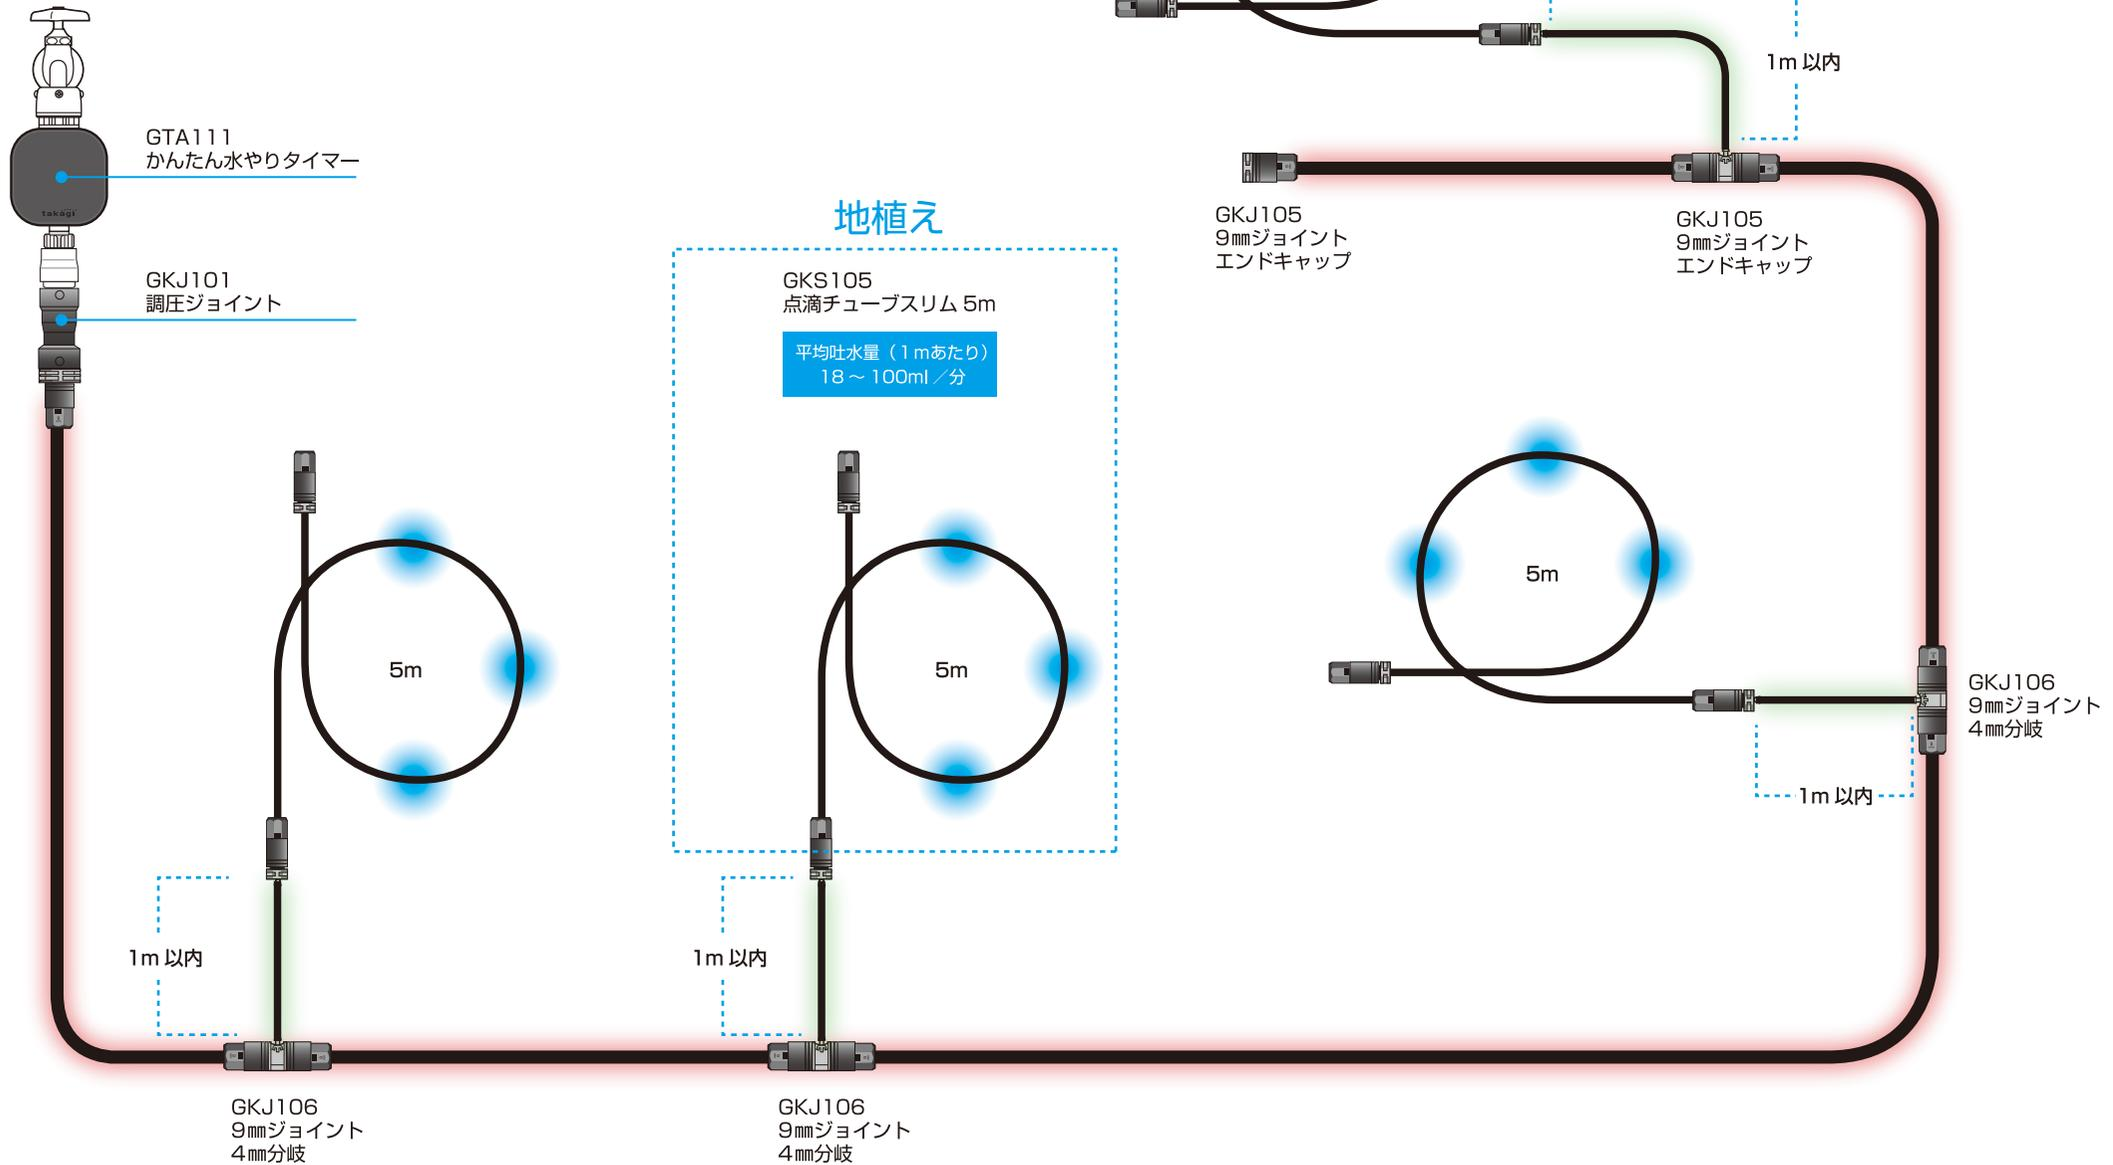 1m 以内
GTA111
かんたん水やりタイマー
takagi
GKJ105
9㎜ジョイント
エンドキャップ
GKJ105
9㎜ジョイント
エンドキャップ
地植え
GKJ101
調圧ジョイント
GKS105
点滴チューブスリム 5m
平均吐水量（1mあたり）
18～100ml／分
5m
5m
5m
GKJ106
9㎜ジョイント
4㎜分岐
1m 以内
1m 以内
1m 以内
GKJ106
9㎜ジョイント
4㎜分岐
GKJ106
9㎜ジョイント
4㎜分岐